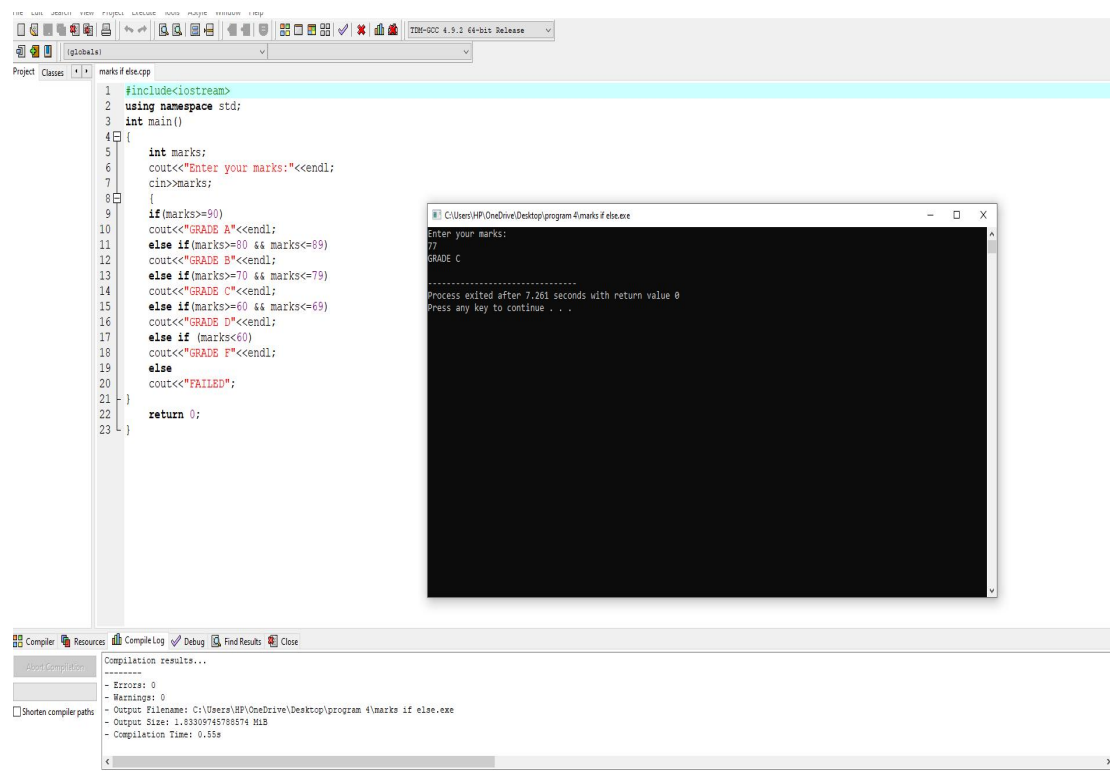 TDM-GCC 4.9.2 64-bit Release
(globals)
Project Classes
marks if else.cpp
1 #include<iostream>
2 using namespace std;
3 int main()
4 {
5 int marks;
6 cout<<"Enter your marks:"<<endl;
7 cin>>marks;
8 {
9 if(marks>=90)
10 cout<<"GRADE A"<<endl;
11 else if(marks>=80 && marks<=89)
12 cout<<"GRADE B"<<endl;
13 else if(marks>=70 && marks<=79)
14 cout<<"GRADE C"<<endl;
15 else if(marks>=60 && marks<=69)
16 cout<<"GRADE D"<<endl;
17 else if (marks<60)
18 cout<<"GRADE F"<<endl;
19 else
20 cout<<"FAILED";
21 }
22 return 0;
23 }
C:\Users\HP\OneDrive\Desktop\program 4\marks if else.exe
Enter your marks:
77
GRADE C
--------------------------------
Process exited after 7.261 seconds with return value 0
Press any key to continue . . .
Compiler Resources Compile Log Debug Find Results Close
Abort Compilation
Shorten compiler paths
Compilation results...
--------
- Errors: 0
- Warnings: 0
- Output Filename: C:\Users\HP\OneDrive\Desktop\program 4\marks if else.exe
- Output Size: 1.83309745788574 MiB
- Compilation Time: 0.55s